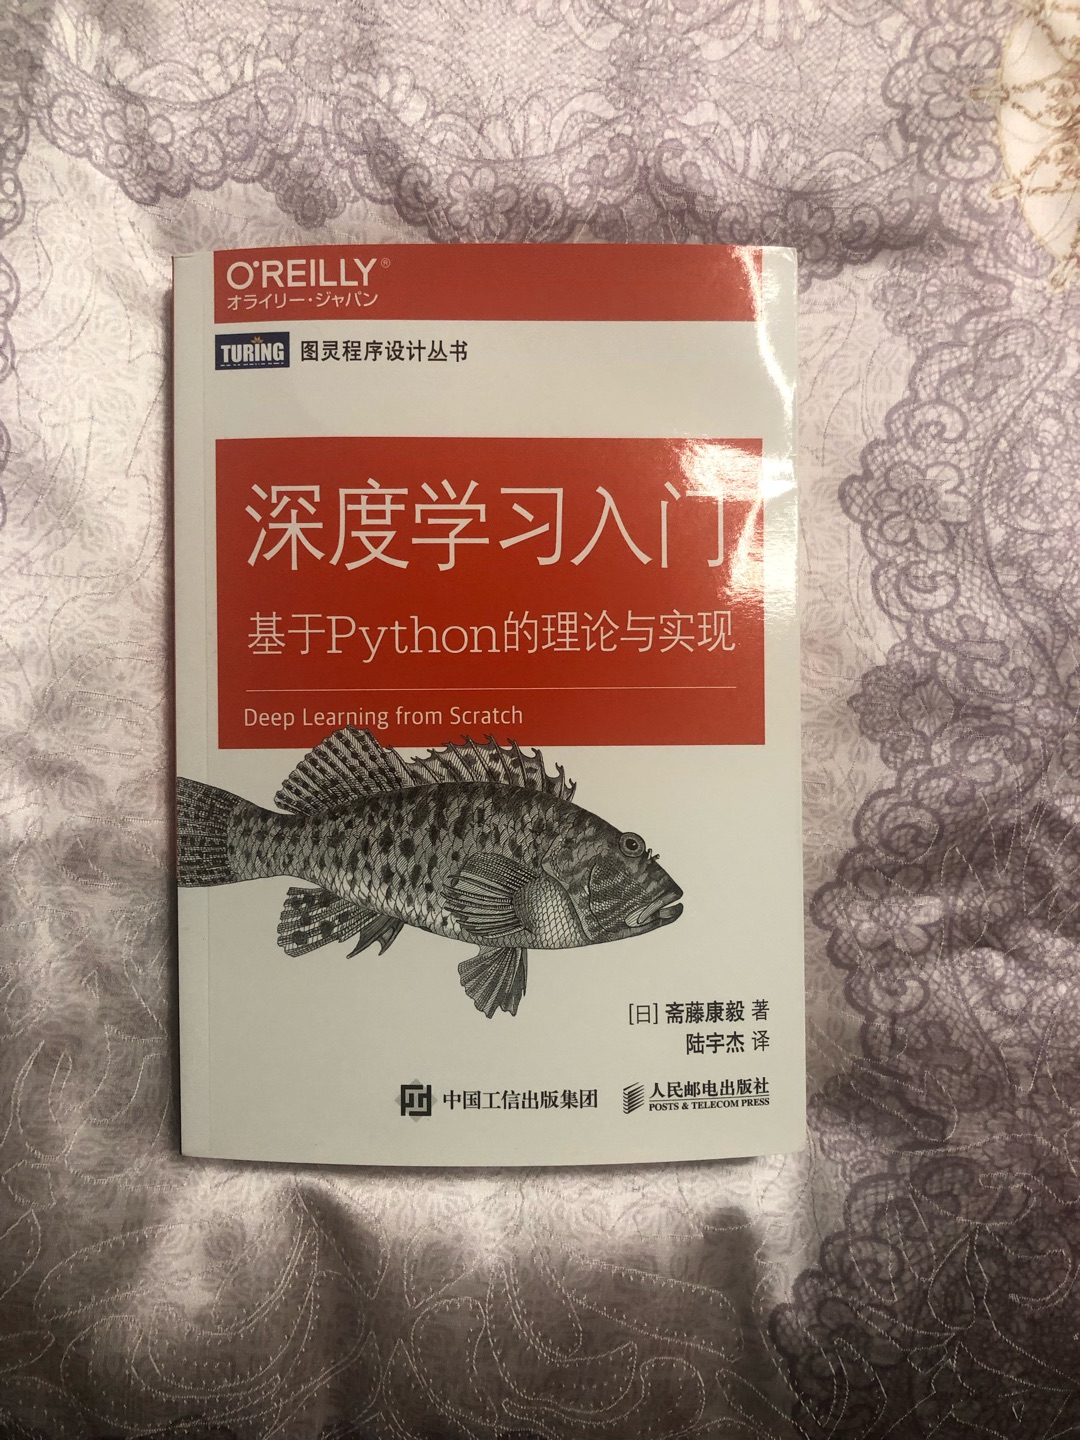 O'REILLY®
オライリー・ジャパン
TURING 图灵程序设计丛书
深度学习入门
基于Python的理论与实现
Deep Learning from Scratch
[日] 斋藤康毅 著
陆宇杰 译
中国工信出版集团 人民邮电出版社
POSTS & TELECOM PRESS